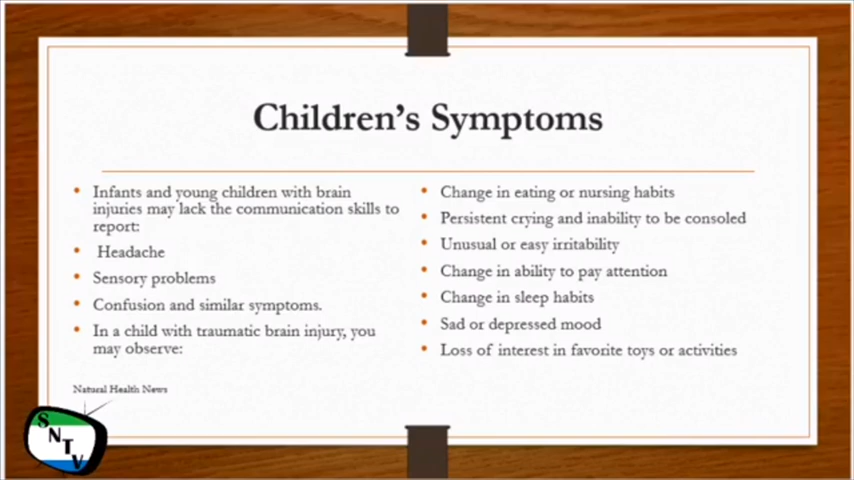 Children's Symptoms
• Infants and young children with brain
injuries may lack the communication skills to
report:
• Headache
• Sensory problems
• Confusion and similar symptoms.
• In a child with traumatic brain injury, you
may observe:
• Change in eating or nursing habits
• Persistent crying and inability to be consoled
• Unusual or easy irritability
• Change in ability to pay attention
• Change in sleep habits
• Sad or depressed mood
• Loss of interest in favorite toys or activities
Natural Health News
SNTV